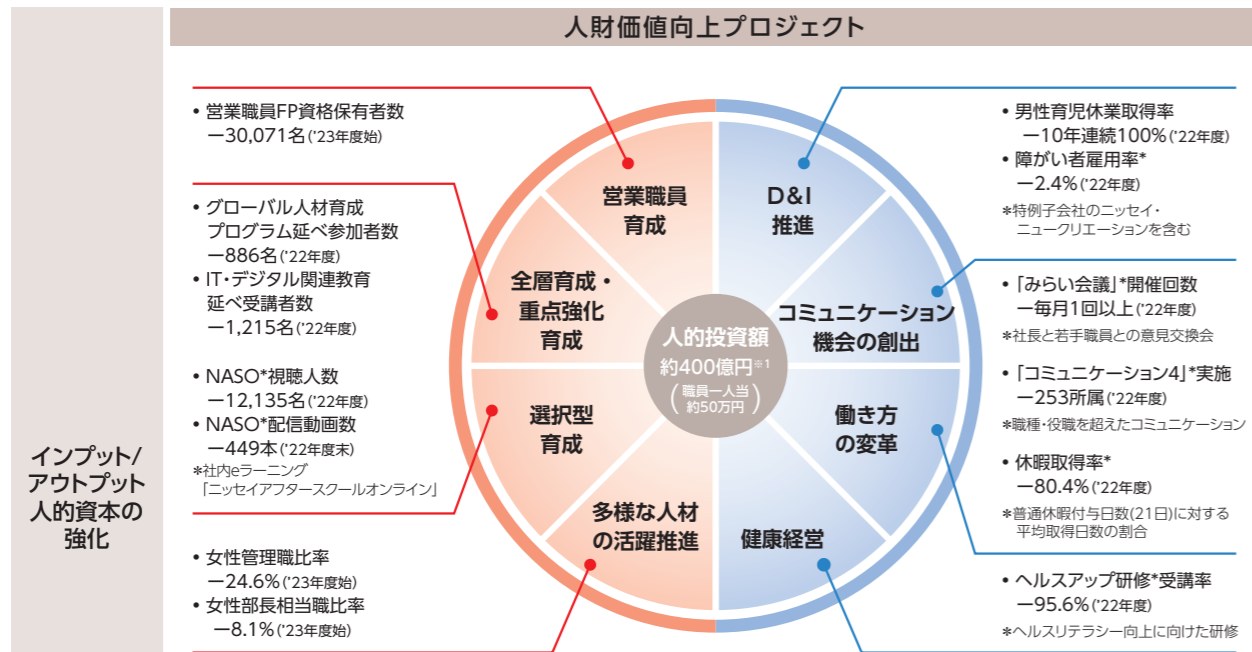 人財価値向上プロジェクト
インプット/
アウトプット
人的資本の
強化
• 営業職員FP資格保有者数
ー30,071名('23年度始)
• グローバル人材育成
プログラム延べ参加者数
ー886名('22年度)
• IT・デジタル関連教育
延べ受講者数
ー1,215名('22年度)
• NASO*視聴人数
ー12,135名('22年度)
• NASO*配信動画数
ー449本('22年度末)
*社内eラーニング
「ニッセイアフタースクールオンライン」
• 女性管理職比率
ー24.6%('23年度始)
• 女性部長相当職比率
ー8.1%('23年度始)
営業職員
育成
全層育成・
重点強化
育成
選択型
育成
多様な人材
の活躍推進
人的投資額
約400億円※1
(職員一人当
約50万円)
D&I
推進
コミュニケーション
機会の創出
働き方
の変革
健康経営
• 男性育児休業取得率
ー10年連続100%('22年度)
• 障がい者雇用率*
ー2.4%('22年度)
*特例子会社のニッセイ・
ニュークリエーションを含む
• 「みらい会議」*開催回数
ー毎月1回以上('22年度)
*社長と若手職員との意見交換会
• 「コミュニケーション4」*実施
ー253所属('22年度)
*職種・役職を超えたコミュニケーション
• 休暇取得率*
ー80.4%('22年度)
*普通休暇付与日数(21日)に対する
平均取得日数の割合
• ヘルスアップ研修*受講率
ー95.6%('22年度)
*ヘルスリテラシー向上に向けた研修